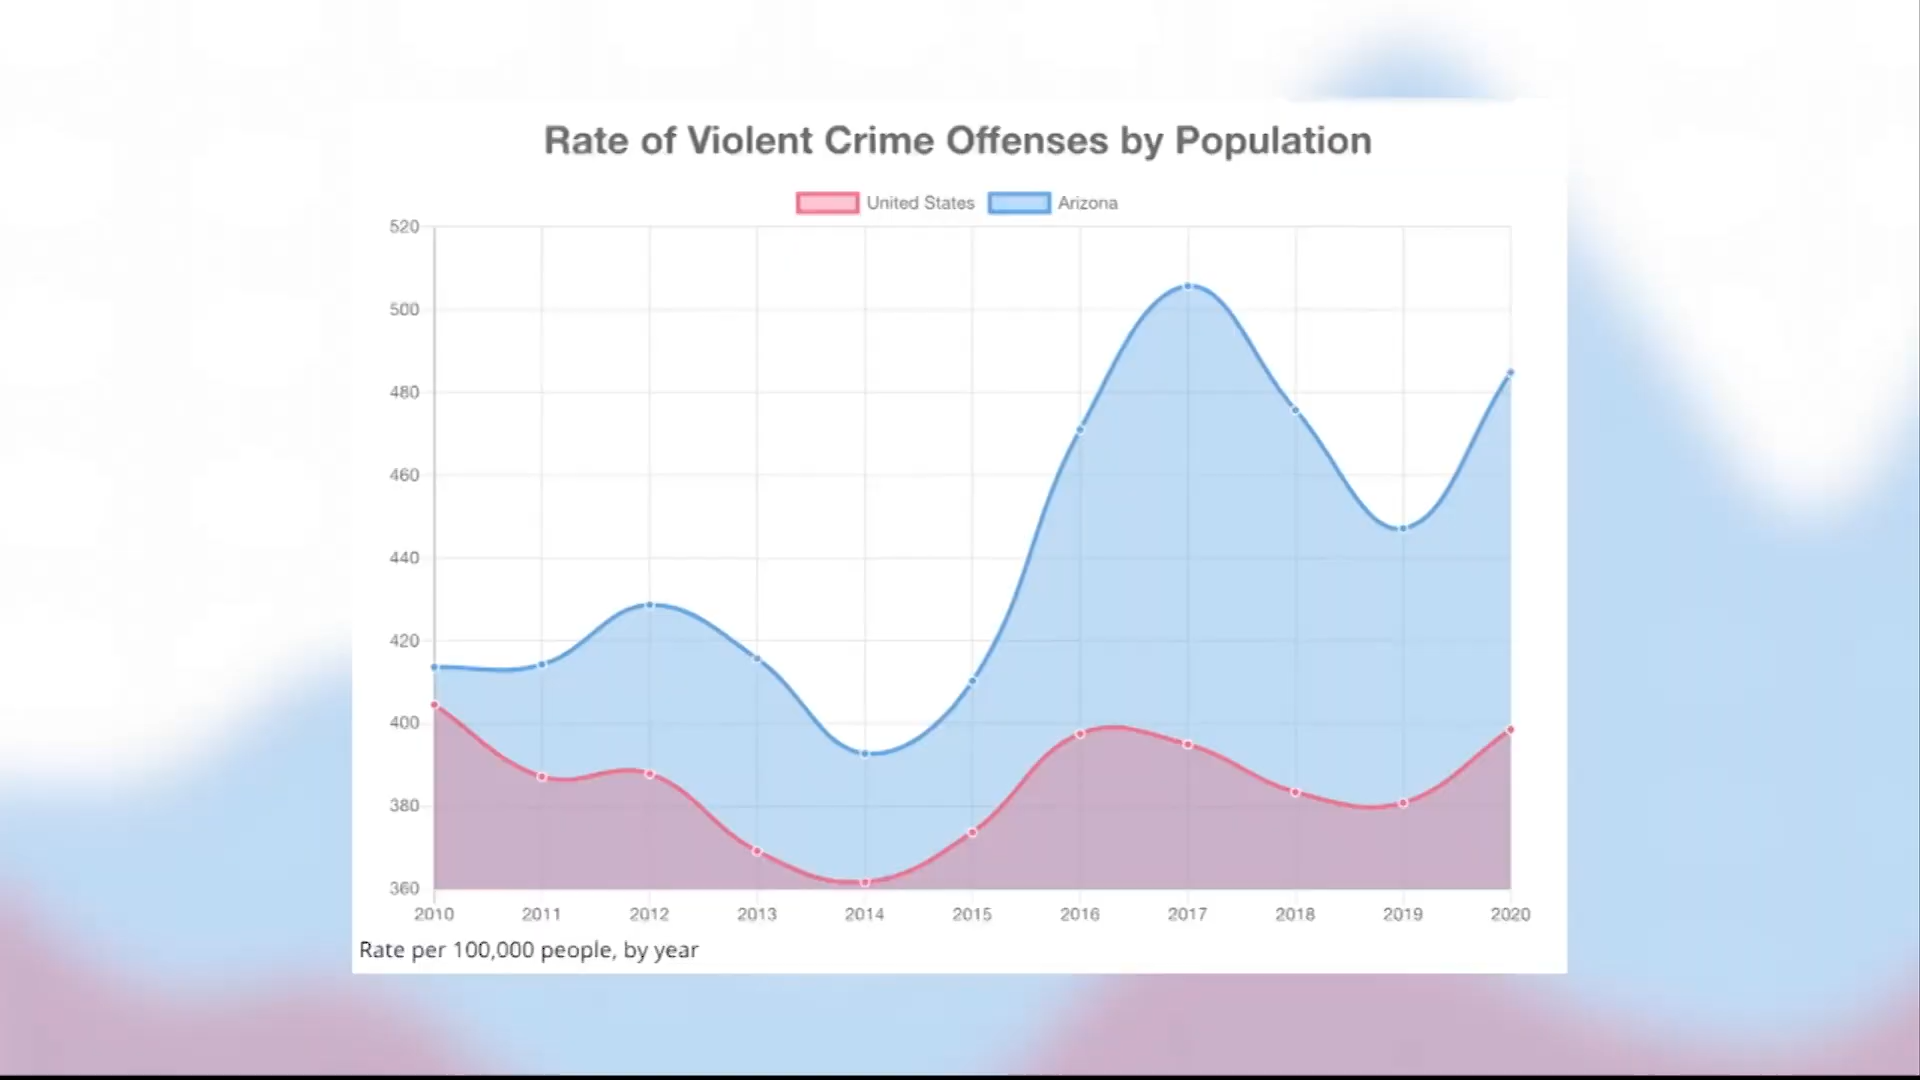 Rate of Violent Crime Offenses by Population
United States Arizona
520
500
480
460
440
420
400
380
360
2010 2011 2012 2013 2014 2015 2016 2017 2018 2019 2020
Rate per 100,000 people, by year